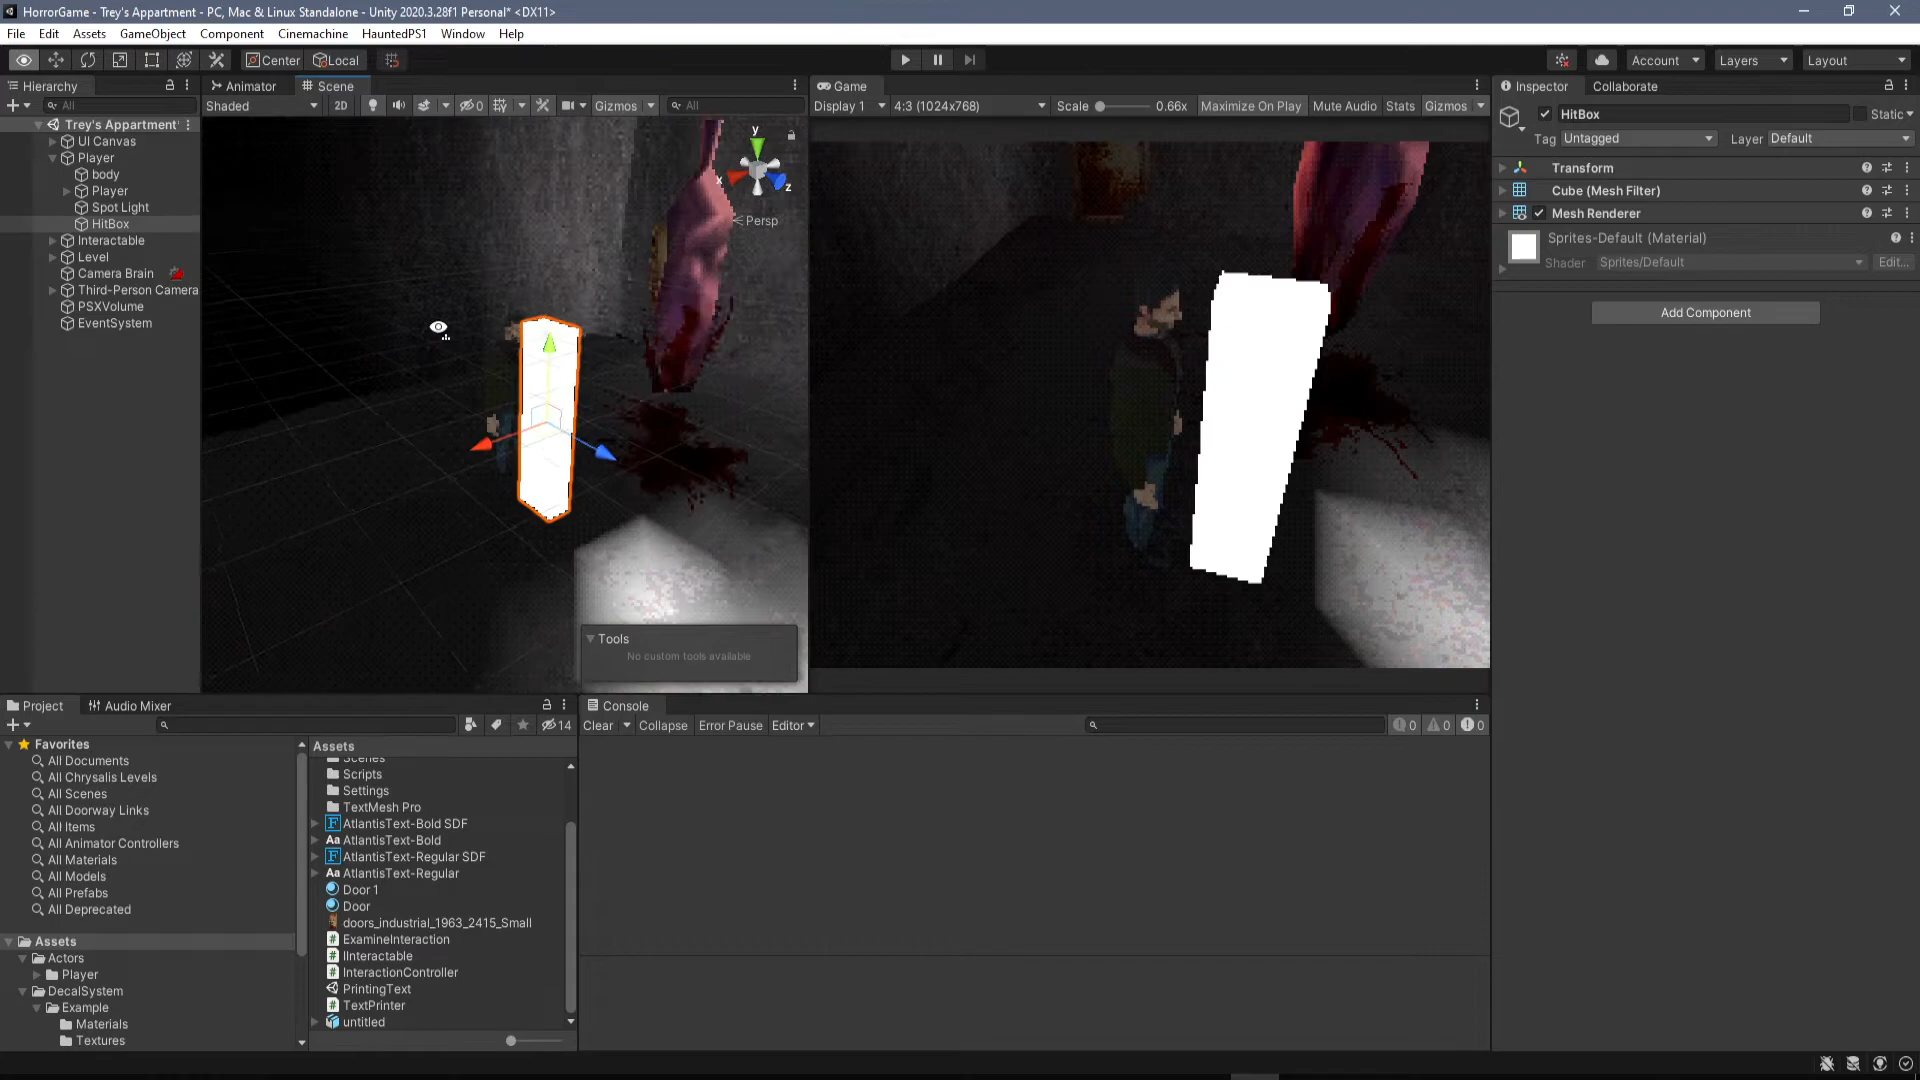 HorrorGame - Trey's Appartment - PC, Mac & Linux Standalone - Unity 2020.3.28f1 Personal* <DX11>
File Edit Assets GameObject Component Cinemachine HauntedPS1 Window Help
Center Local Account Layers Layout
Hierarchy
All
Trey's Appartment
UI Canvas
Player
body
Player
Spot Light
HitBox
Interactable
Level
Camera Brain
Third-Person Camera
PSXVolume
EventSystem
Animator Scene
Shaded 2D 0 Gizmos All
y
x
z
Persp
Tools
No custom tools available
Game
Display 1 4:3 (1024x768) Scale 0.66x Maximize On Play Mute Audio Stats Gizmos
Inspector Collaborate
HitBox Static
Tag Untagged Layer Default
Transform
Cube (Mesh Filter)
Mesh Renderer
Sprites-Default (Material)
Shader Sprites/Default Edit...
Add Component
Project Audio Mixer
14
Favorites
All Documents
All Chrysalis Levels
All Scenes
All Doorway Links
All Items
All Animator Controllers
All Materials
All Models
All Prefabs
All Deprecated
Assets
Actors
Player
DecalSystem
Example
Materials
Textures
Assets
Scenes
Scripts
Settings
TextMesh Pro
AtlantisText-Bold SDF
Aa AtlantisText-Bold
AtlantisText-Regular SDF
Aa AtlantisText-Regular
Door 1
Door
doors_industrial_1963_2415_Small
ExamineInteraction
IInteractable
InteractionController
PrintingText
TextPrinter
untitled
Console
Clear Collapse Error Pause Editor 0 0 0